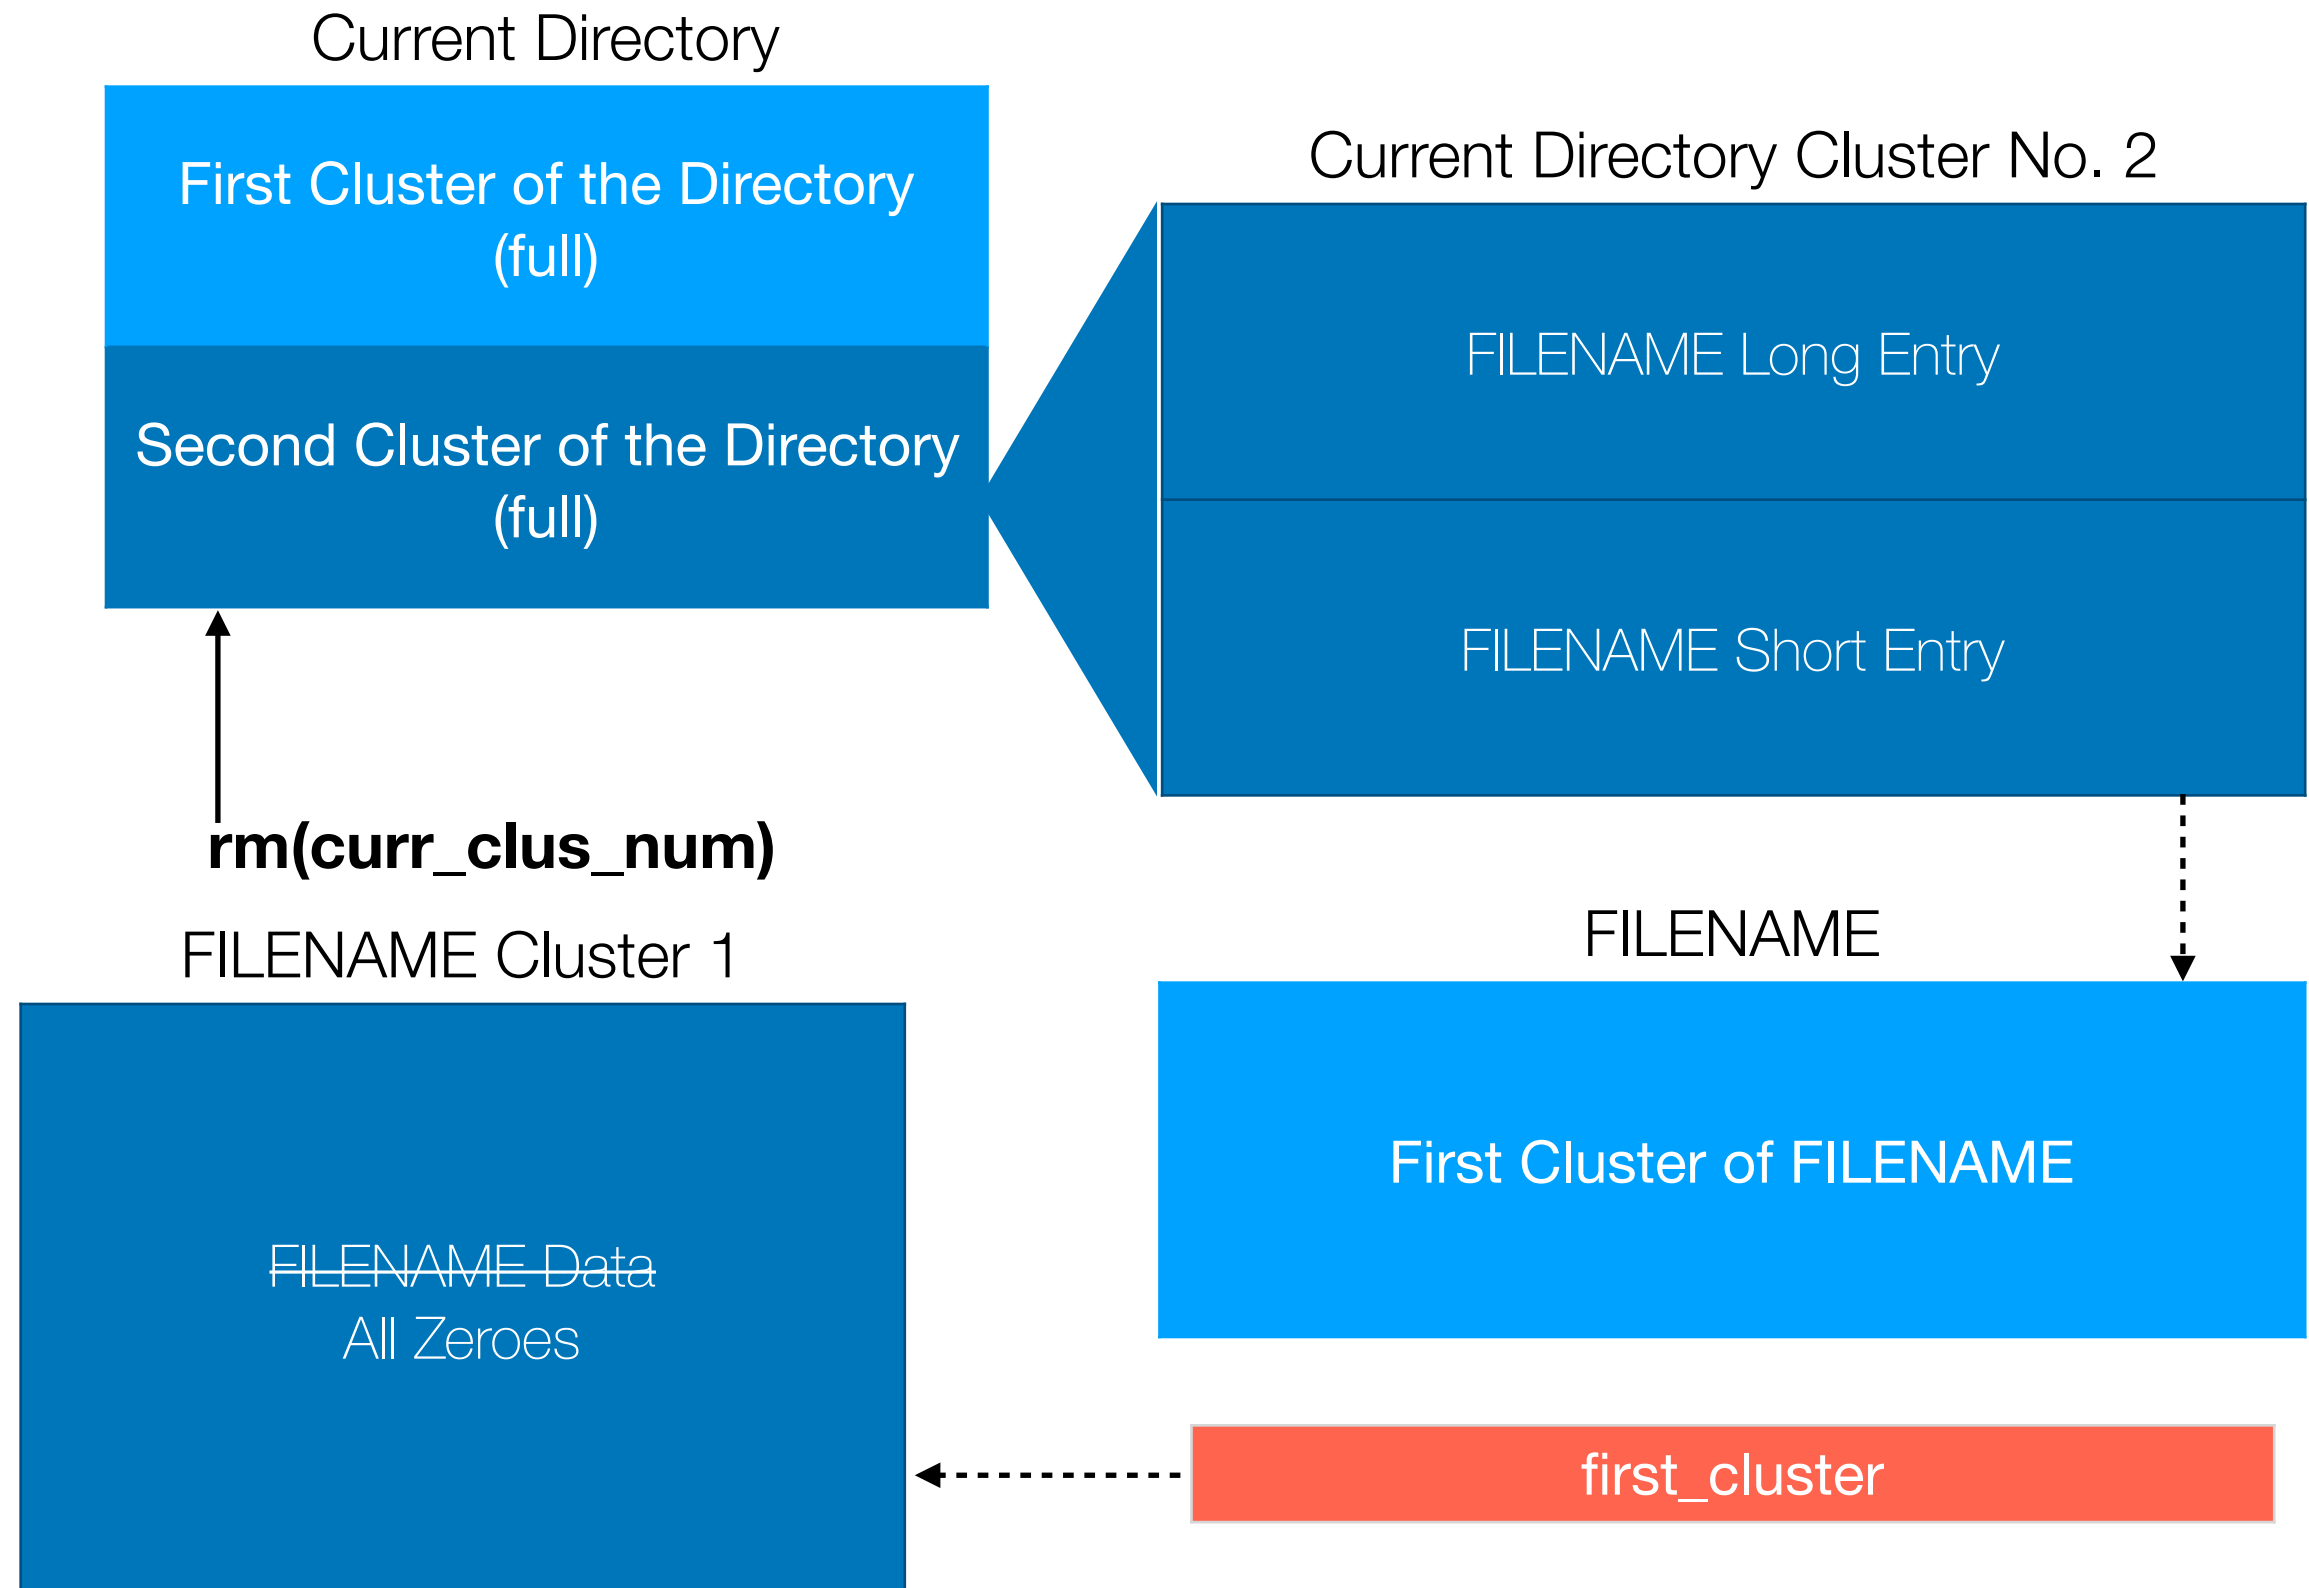 Current Directory
First Cluster of the Directory
(full)
Second Cluster of the Directory
(full)
rm(curr_clus_num)
Current Directory Cluster No. 2
FILENAME Long Entry
FILENAME Short Entry
FILENAME
First Cluster of FILENAME
first_cluster
FILENAME Cluster 1
FILENAME Data
All Zeroes